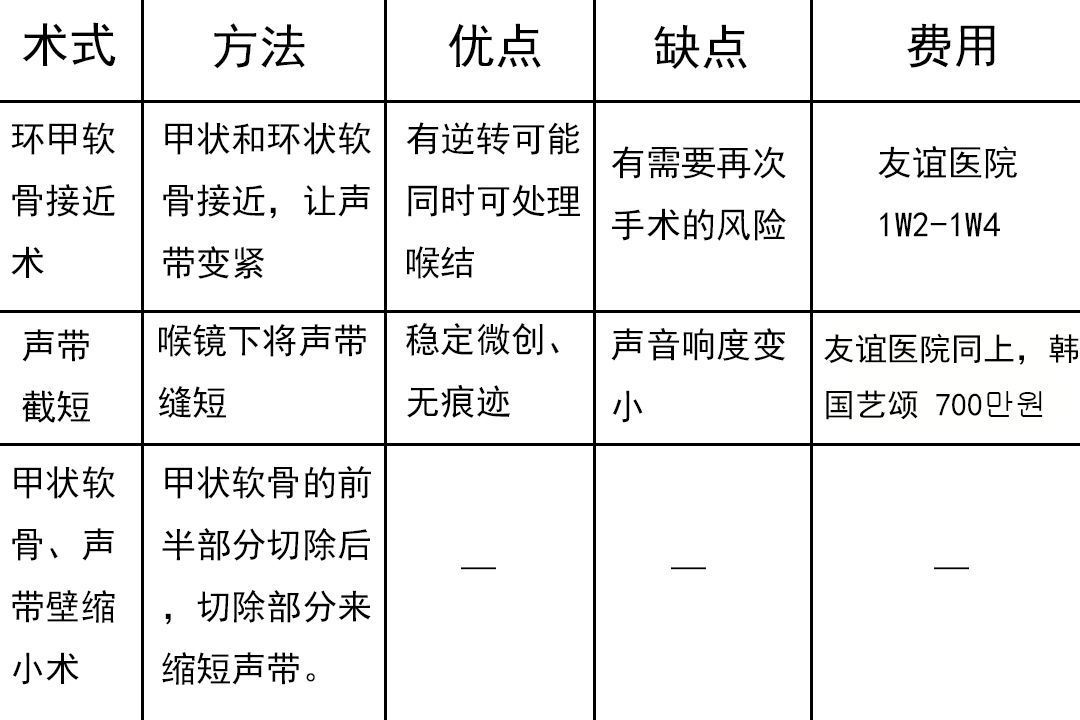 术式
方法
优点
缺点
费用
环甲软
骨接近
术
甲状和环状软
骨接近，让声
带变紧
有逆转可能
同时可处理
喉结
有需要再次
手术的风险
友谊医院
1W2-1W4
声带
截短
喉镜下将声带
缝短
稳定微创、
无痕迹
声音响度变
小
友谊医院同上，韩
国艺颂 700만원
甲状软
骨、声
带壁缩
小术
甲状软骨的前
半部分切除后
，切除部分来
缩短声带。
—
—
—